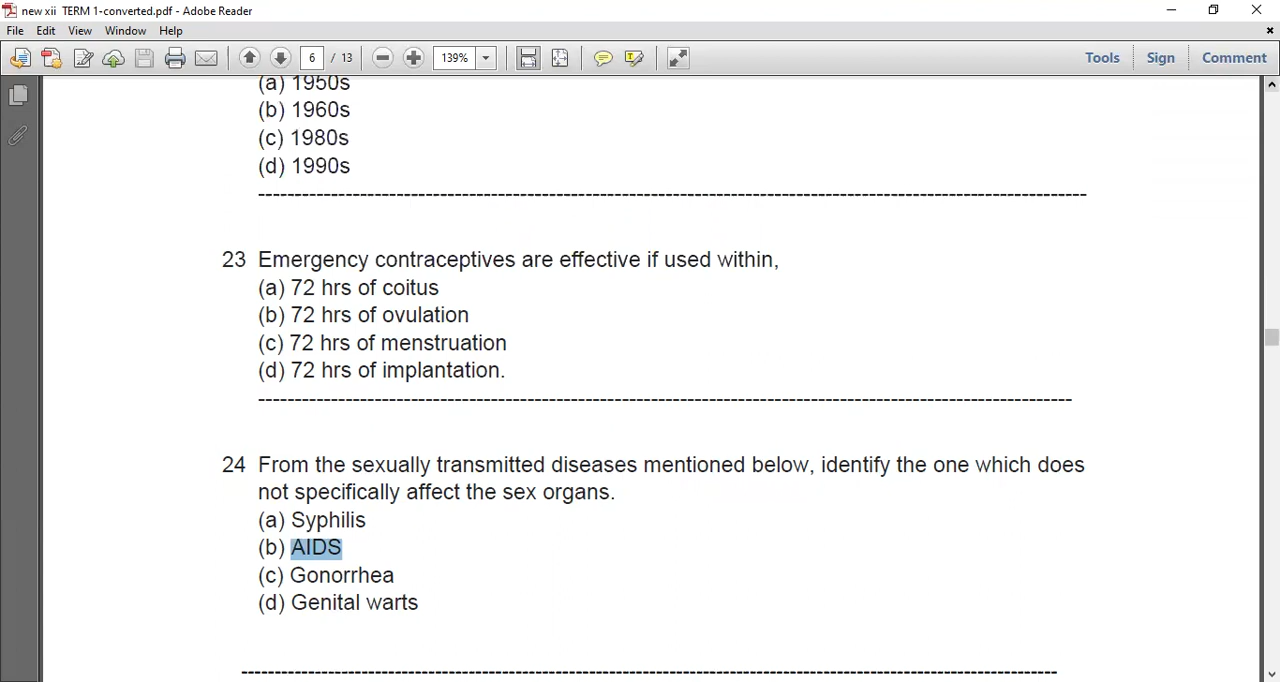 new xii  TERM 1-converted.pdf - Adobe Reader
File Edit View Window Help
6 / 13 139% Tools Sign Comment
(a) 1950s
(b) 1960s
(c) 1980s
(d) 1990s
23 Emergency contraceptives are effective if used within,
(a) 72 hrs of coitus
(b) 72 hrs of ovulation
(c) 72 hrs of menstruation
(d) 72 hrs of implantation.
24 From the sexually transmitted diseases mentioned below, identify the one which does
not specifically affect the sex organs.
(a) Syphilis
(b) AIDS
(c) Gonorrhea
(d) Genital warts